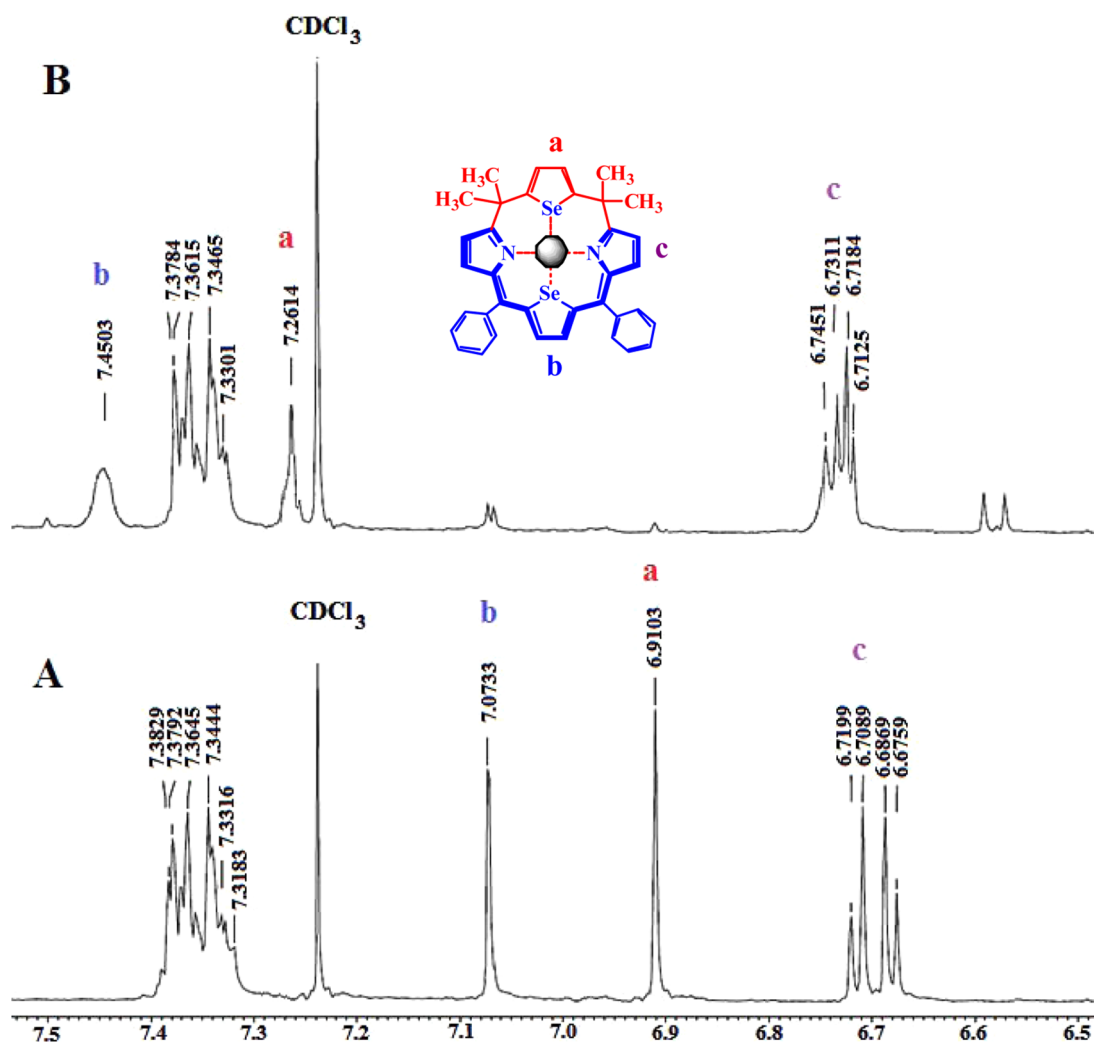 CDCl3
B
b
7.4503
7.3784
7.3615
7.3465
7.3301
a
7.2614
a
H3C
H3C
CH3
CH3
Se
N
N
c
Se
b
c
6.7451
6.7311
6.7184
6.7125
CDCl3
A
7.3829
7.3792
7.3645
7.3444
7.3316
7.3183
b
7.0733
a
6.9103
c
6.7199
6.7089
6.6869
6.6759
7.5 7.4 7.3 7.2 7.1 7.0 6.9 6.8 6.7 6.6 6.5